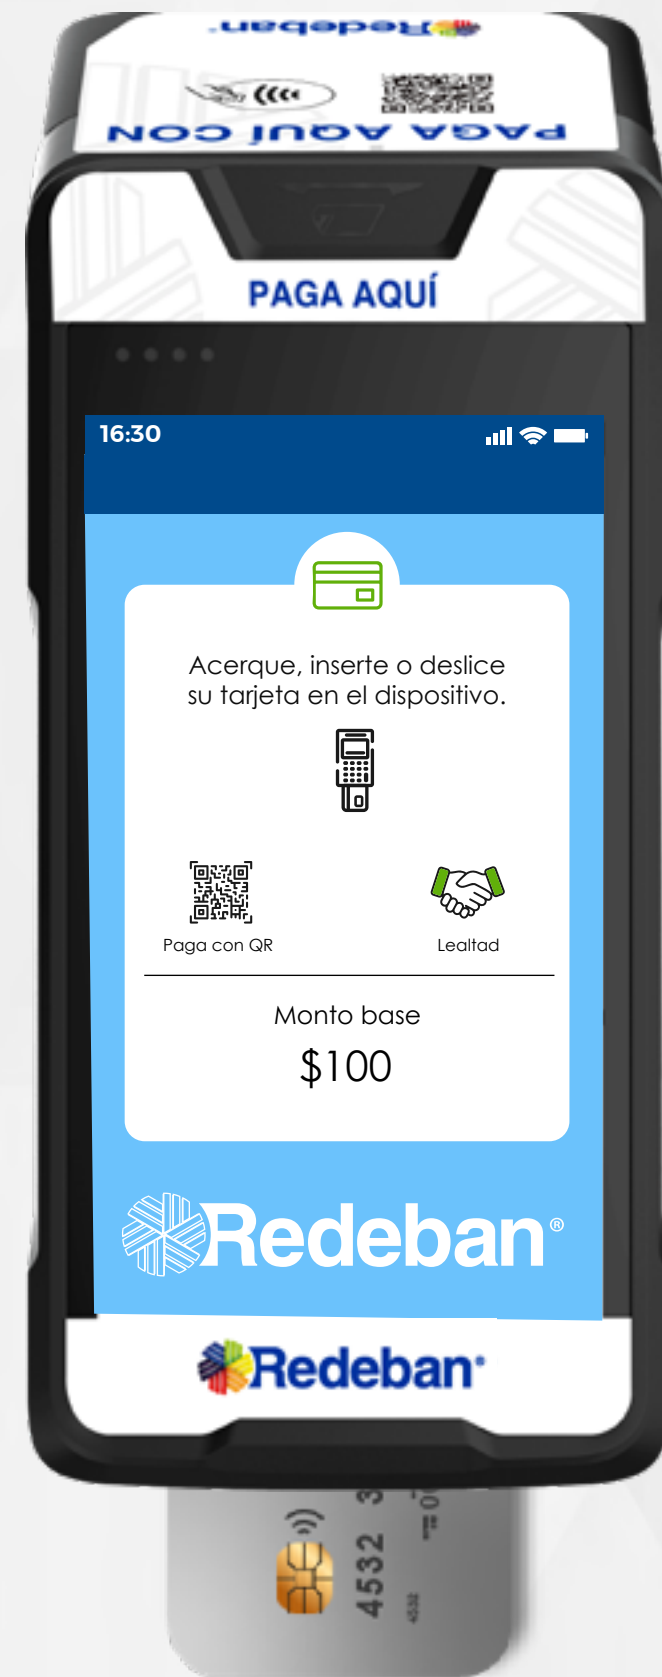 Redeban
PAGA AQUÍ CON
PAGA AQUÍ
16:30
Acerque, inserte o deslice
su tarjeta en el dispositivo.
Paga con QR
Lealtad
Monto base
$100
Redeban®
Redeban
4532
4532